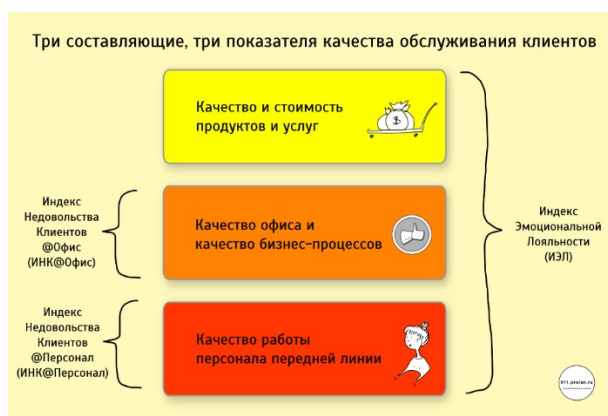 Три составляющие, три показателя качества обслуживания клиентов
Качество и стоимость
продуктов и услуг
$
Индекс
Недовольства
Клиентов
@Офис
(ИНК@Офис)
Качество офиса и
качество бизнес-процессов
Индекс
Эмоциональной
Лояльности
(ИЭЛ)
Индекс
Недовольства
Клиентов
@Персонал
(ИНК@Персонал)
Качество работы
персонала передней линии